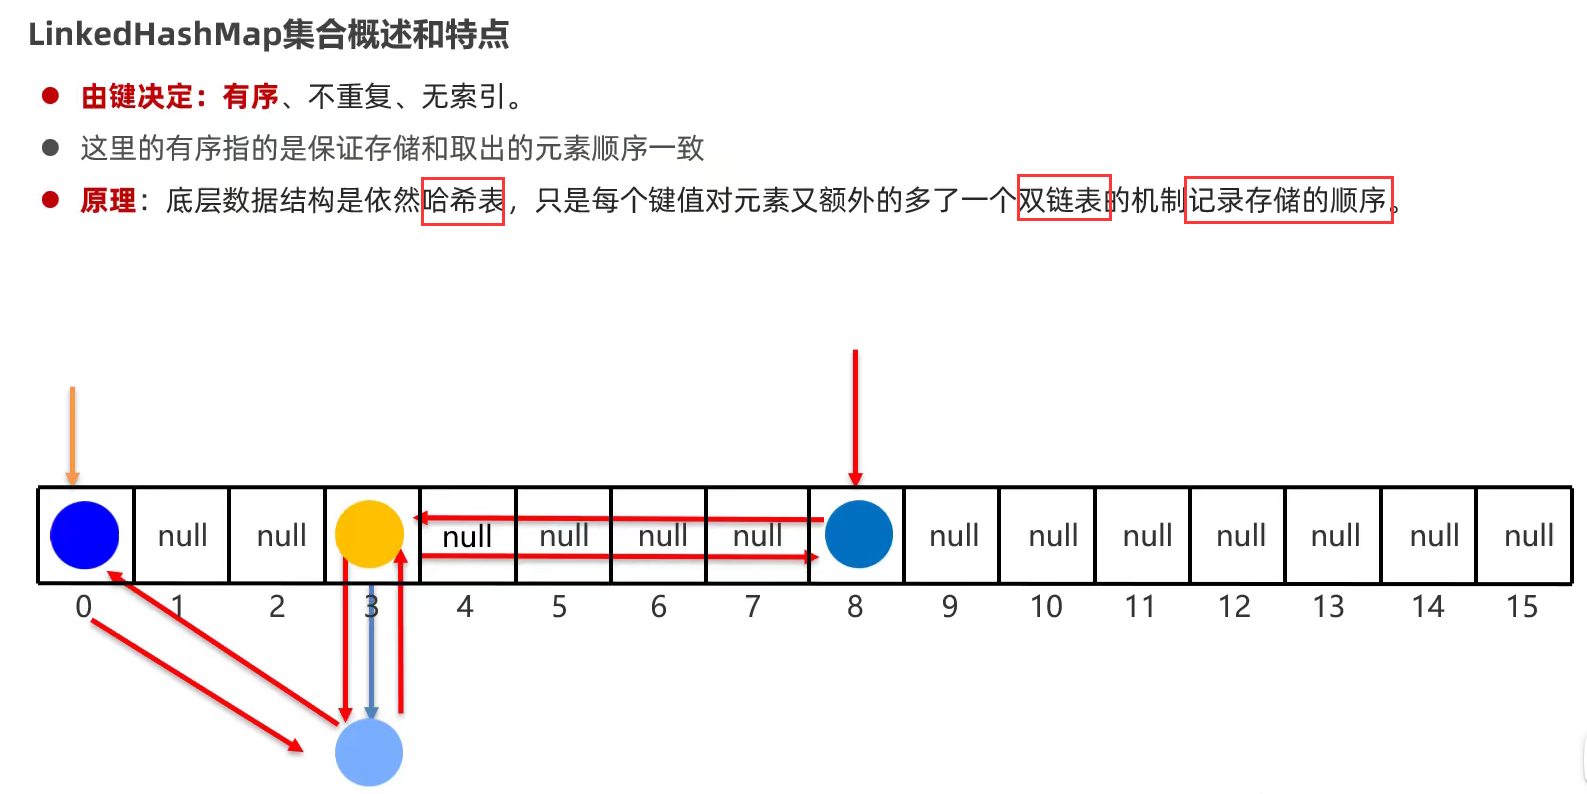 LinkedHashMap集合概述和特点
由键决定：有序、不重复、无索引。
这里的有序指的是保证存储和取出的元素顺序一致
原理：底层数据结构是依然哈希表，只是每个键值对元素又额外的多了一个双链表的机制记录存储的顺序。
null null null null null null null null null null null null null
0 1 2 3 4 5 6 7 8 9 10 11 12 13 14 15